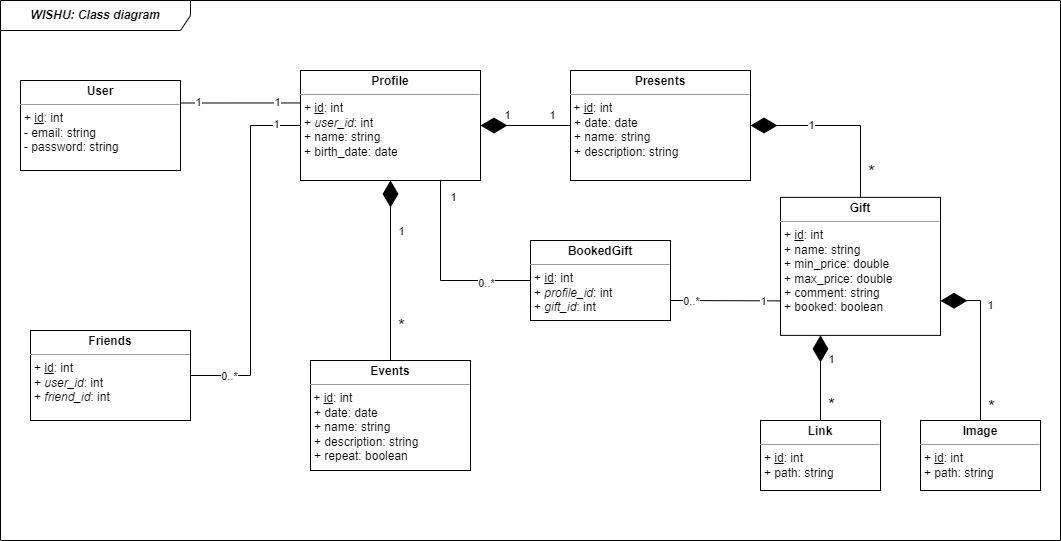 WISHU: Class diagram
User
+ id: int
- email: string
- password: string
1
1
1
Profile
+ id: int
+ user_id: int
+ name: string
+ birth_date: date
1
1
Presents
+ id: int
+ date: date
+ name: string
+ description: string
1
*
1
0..*
1
*
BookedGift
+ id: int
+ profile_id: int
+ gift_id: int
0..*
1
Gift
+ id: int
+ name: string
+ min_price: double
+ max_price: double
+ comment: string
+ booked: boolean
1
*
1
*
Friends
+ id: int
+ user_id: int
+ friend_id: int
0..*
Events
+ id: int
+ date: date
+ name: string
+ description: string
+ repeat: boolean
Link
+ id: int
+ path: string
Image
+ id: int
+ path: string